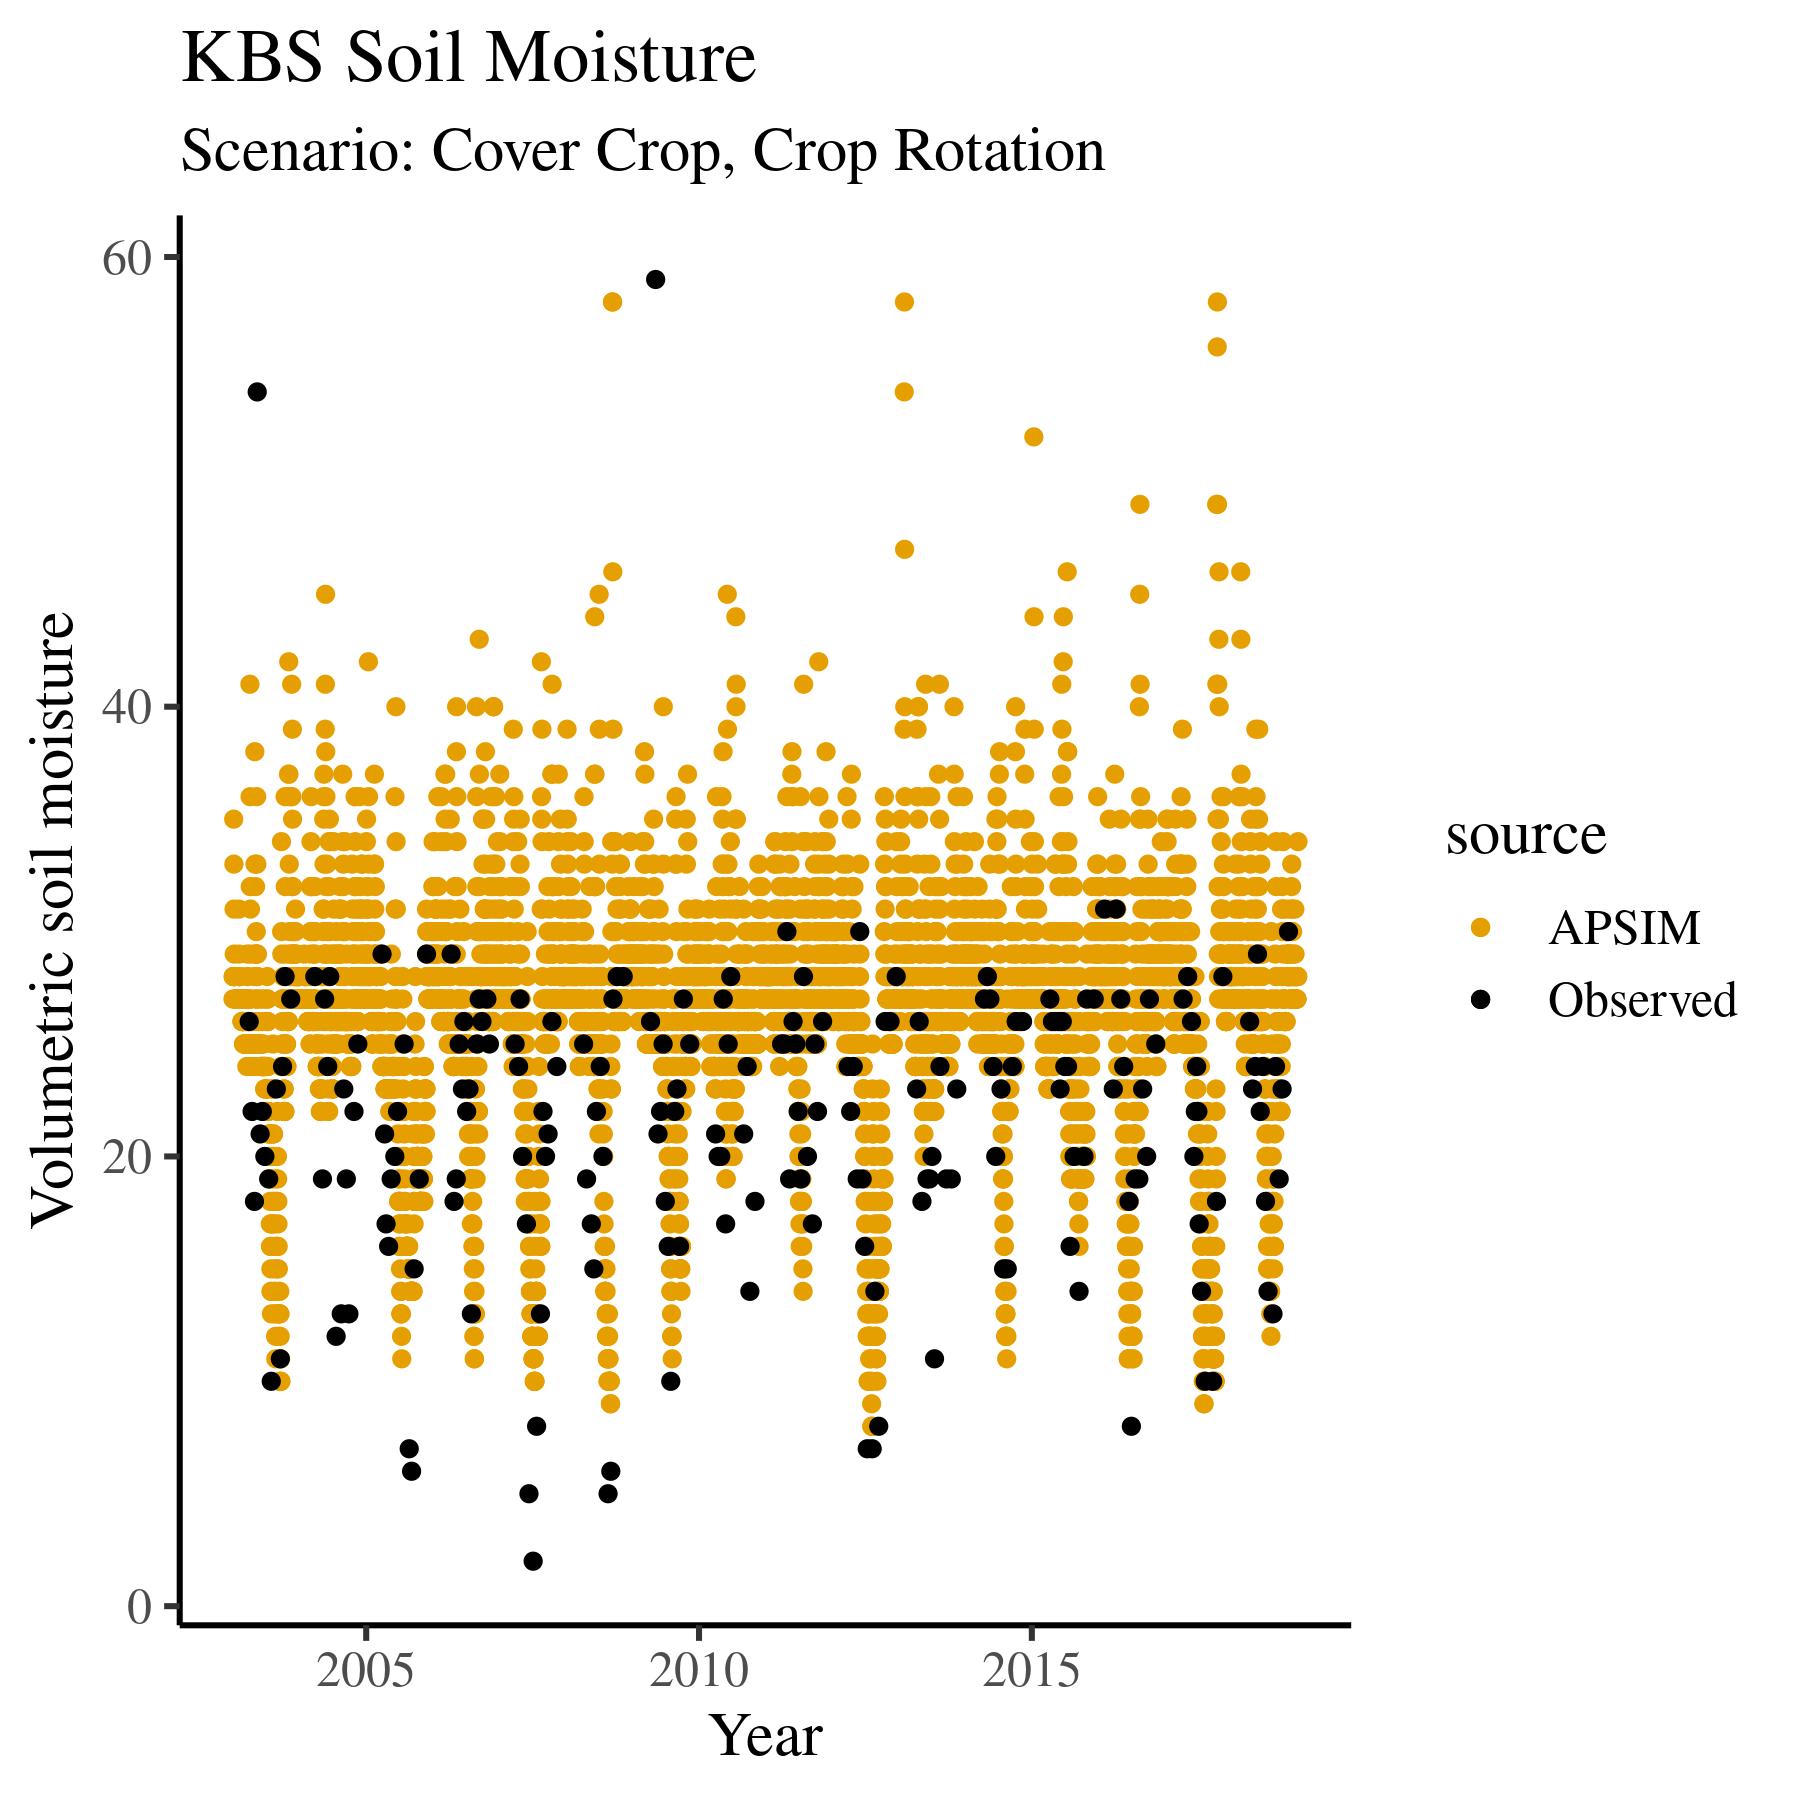 KBS Soil Moisture
Scenario: Cover Crop, Crop Rotation
Volumetric soil moisture
60
40
20
0
2005
2010
2015
Year
source
APSIM
Observed